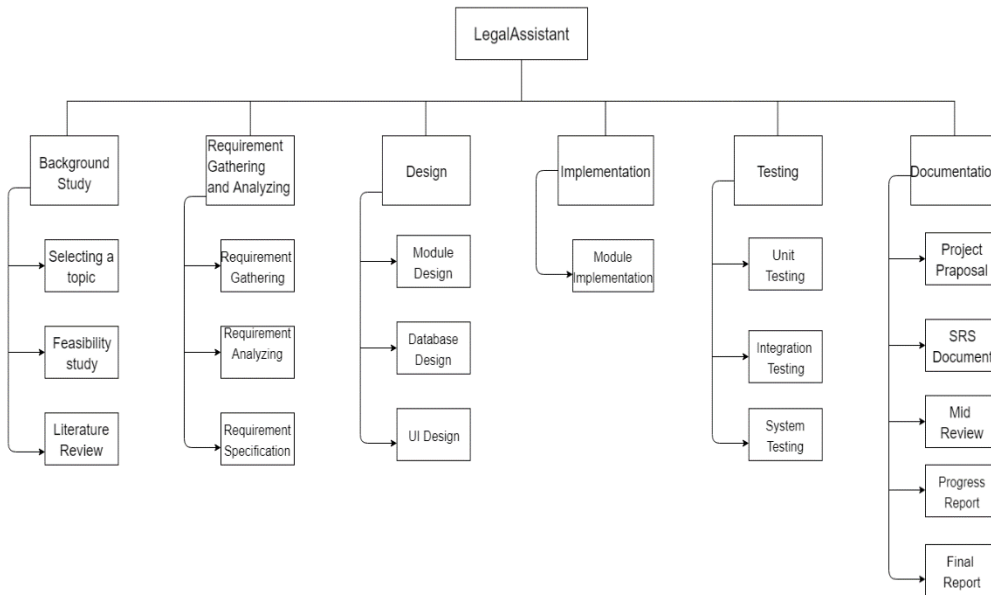 LegalAssistant
Background
Study
Requirement
Gathering
and Analyzing
Design
Implementation
Testing
Documentation
Selecting a
topic
Feasibility
study
Literature
Review
Requirement
Gathering
Requirement
Analyzing
Requirement
Specification
Module
Design
Database
Design
UI Design
Module
Implementation
Unit
Testing
Integration
Testing
System
Testing
Project
Praposal
SRS
Document
Mid
Review
Progress
Report
Final
Report